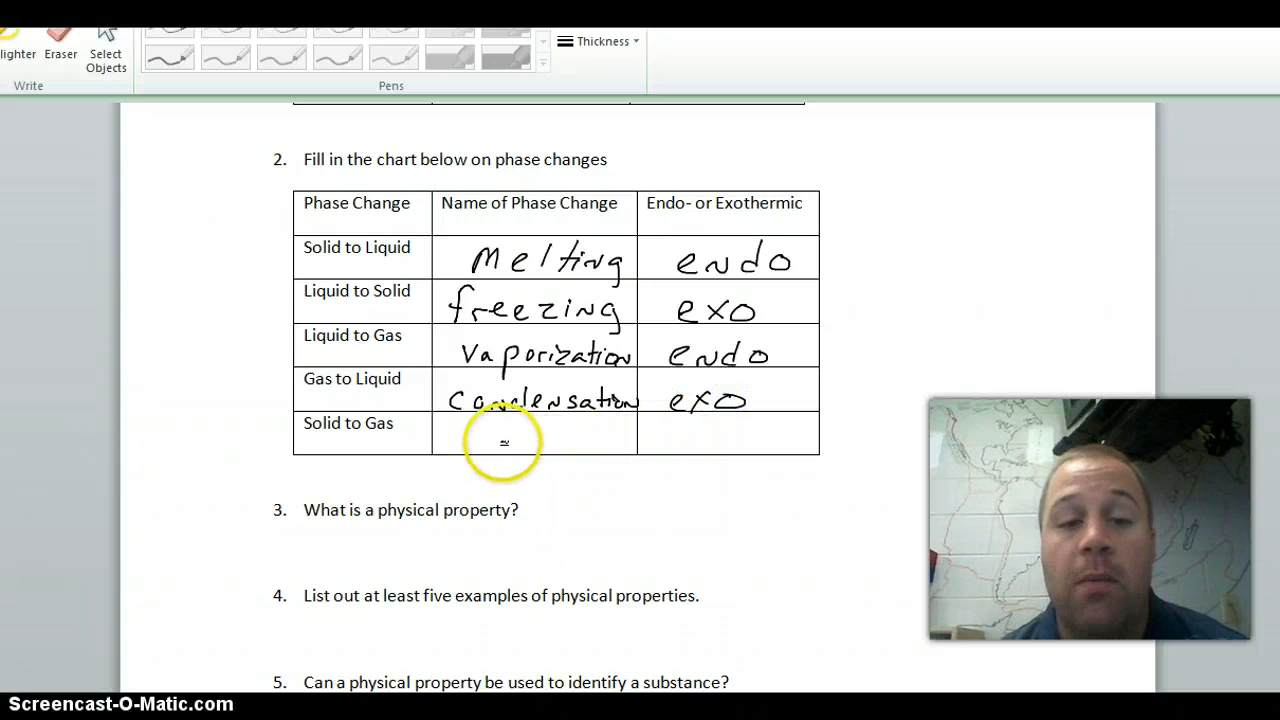 lighter Eraser Select Objects
Thickness
Write Pens
2. Fill in the chart below on phase changes
Phase Change Name of Phase Change Endo- or Exothermic
Solid to Liquid Melting endo
Liquid to Solid freezing exo
Liquid to Gas vaporization endo
Gas to Liquid condensation exo
Solid to Gas
3. What is a physical property?
4. List out at least five examples of physical properties.
5. Can a physical property be used to identify a substance?
Screencast-O-Matic.com